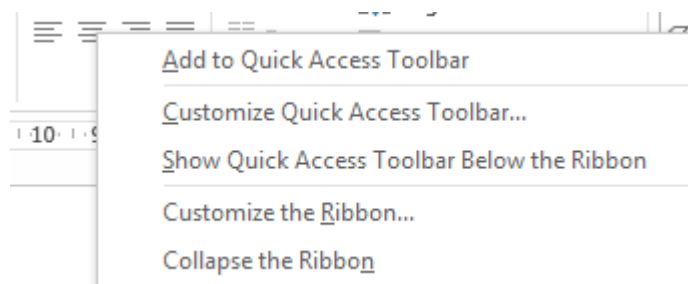 Add to Quick Access Toolbar
Customize Quick Access Toolbar...
Show Quick Access Toolbar Below the Ribbon
10
Customize the Ribbon...
Collapse the Ribbon